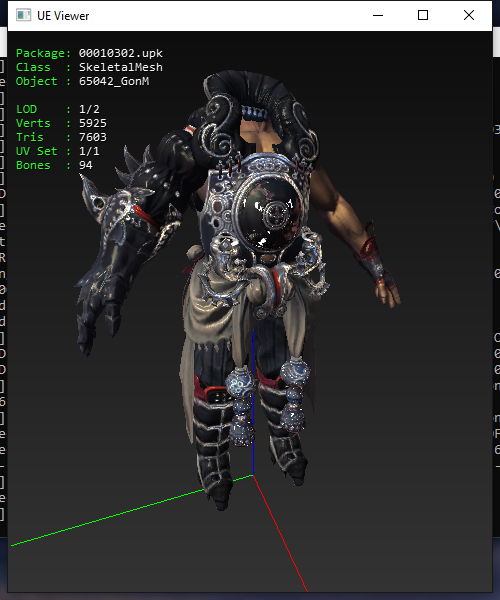 UE Viewer
Package: 00010302.upk
Class : SkeletalMesh
Object : 65042_GonM
LOD : 1/2
Verts : 5925
Tris : 7603
UV Set : 1/1
Bones : 94